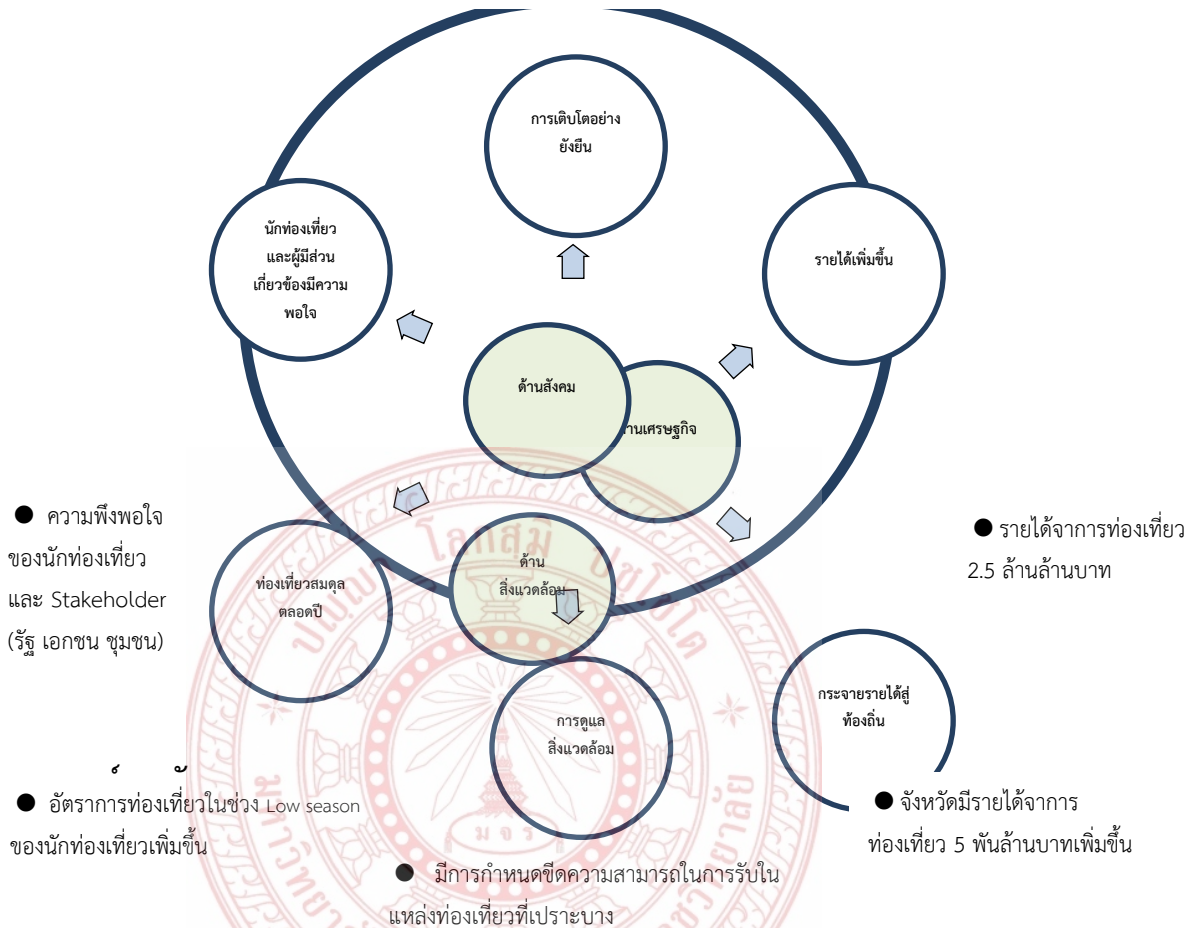 การเติบโตอย่าง
ยั่งยืน
นักท่องเที่ยว
และผู้มีส่วน
เกี่ยวข้องมีความ
พอใจ
รายได้เพิ่มขึ้น
ด้านสังคม
านเศรษฐกิจ
● ความพึงพอใจ
ของนักท่องเที่ยว
และ Stakeholder
(รัฐ เอกชน ชุมชน)
● รายได้จาการท่องเที่ยว
2.5 ล้านล้านบาท
ด้าน
สิ่งแวดล้อม
ท่องเที่ยวสมดุล
ตลอดปี
การดูแล
สิ่งแวดล้อม
กระจายรายได้สู่
ท้องถิ่น
● อัตราการท่องเที่ยวในช่วง Low season
ของนักท่องเที่ยวเพิ่มขึ้น
● จังหวัดมีรายได้จาการ
ท่องเที่ยว 5 พันล้านบาทเพิ่มขึ้น
● มีการกำหนดขีดความสามารถในการรับใน
แหล่งท่องเที่ยวที่เปราะบาง
ปญฺญา โลกสฺมิ ปชฺโชโต
มจร